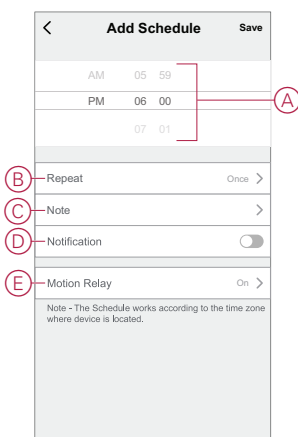 Add Schedule Save
AM 05 59
PM 06 00
07 01
A
B Repeat Once
C Note
D Notification
E Motion Relay On
Note - The Schedule works according to the time zone
where device is located.